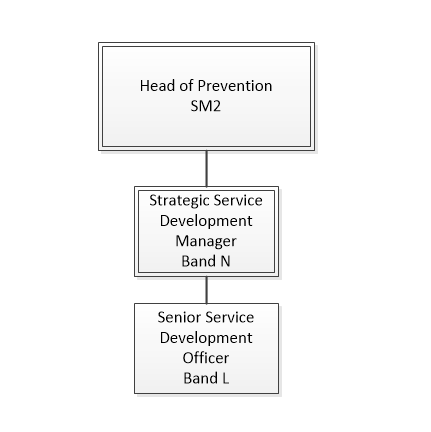 Head of Prevention
SM2
Strategic Service
Development
Manager
Band N
Senior Service
Development
Officer
Band L